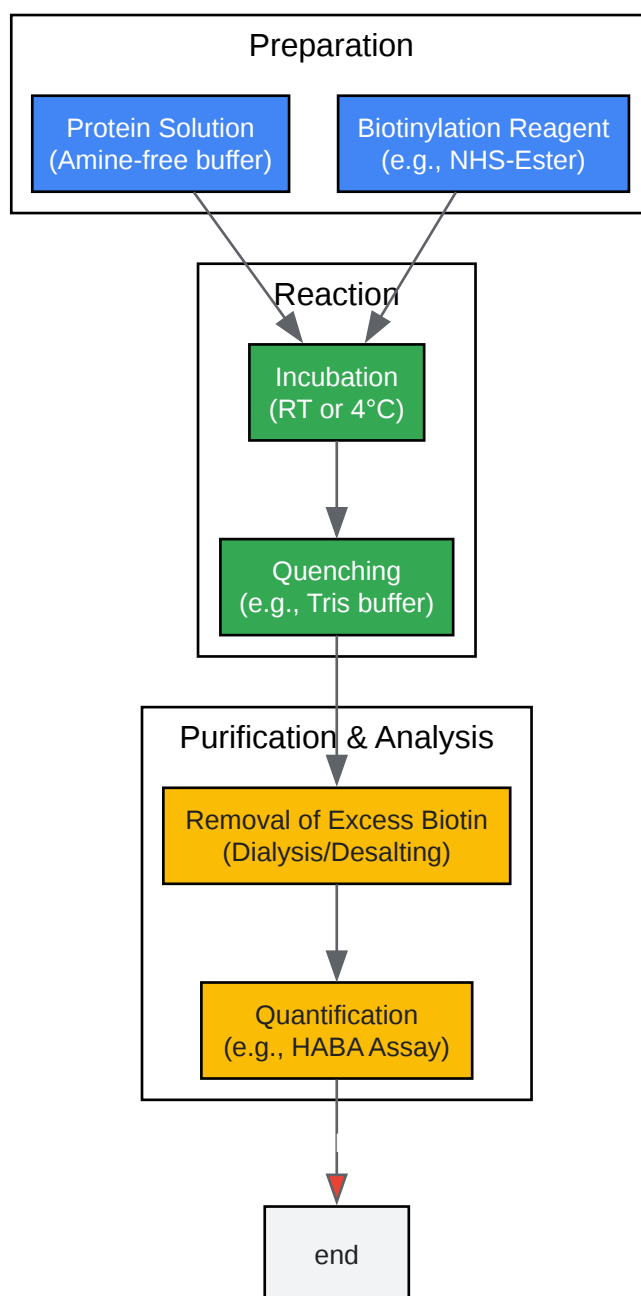 Preparation
Protein Solution
(Amine-free buffer)
Biotinylation Reagent
(e.g., NHS-Ester)
Reaction
Incubation
(RT or 4°C)
Quenching
(e.g., Tris buffer)
Purification & Analysis
Removal of Excess Biotin
(Dialysis/Desalting)
Quantification
(e.g., HABA Assay)
end